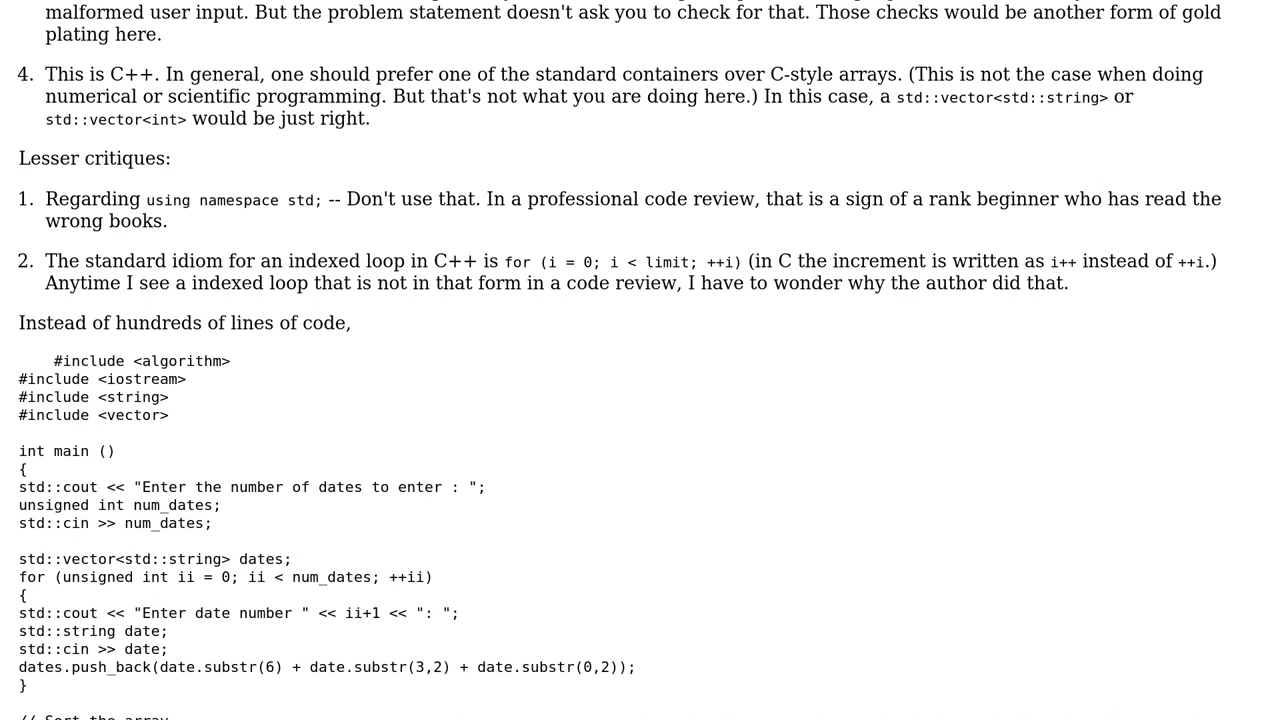 malformed user input. But the problem statement doesn't ask you to check for that. Those checks would be another form of gold
plating here.
4. This is C++. In general, one should prefer one of the standard containers over C-style arrays. (This is not the case when doing
numerical or scientific programming. But that's not what you are doing here.) In this case, a std::vector<std::string> or
std::vector<int> would be just right.
Lesser critiques:
1. Regarding using namespace std; -- Don't use that. In a professional code review, that is a sign of a rank beginner who has read the
wrong books.
2. The standard idiom for an indexed loop in C++ is for (i = 0; i < limit; ++i) (in C the increment is written as i++ instead of ++i.)
Anytime I see a indexed loop that is not in that form in a code review, I have to wonder why the author did that.
Instead of hundreds of lines of code,
#include <algorithm>
#include <iostream>
#include <string>
#include <vector>
int main ()
{
std::cout << "Enter the number of dates to enter : ";
unsigned int num_dates;
std::cin >> num_dates;
std::vector<std::string> dates;
for (unsigned int ii = 0; ii < num_dates; ++ii)
{
std::cout << "Enter date number " << ii+1 << ": ";
std::string date;
std::cin >> date;
dates.push_back(date.substr(6) + date.substr(3,2) + date.substr(0,2));
}
// Sort the array